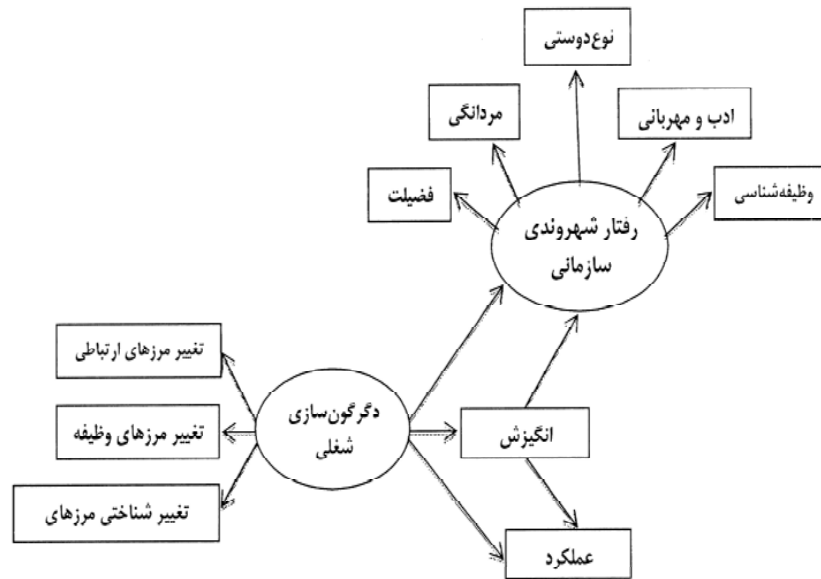 نوع‌دوستی
مردانگی
ادب و مهربانی
فضیلت
وظیفه‌شناسی
رفتار شهروندی
سازمانی
تغییر مرزهای ارتباطی
دگرگون‌سازی
شغلی
تغییر مرزهای وظیفه
انگیزش
تغییر شناختی مرزهای
عملکرد